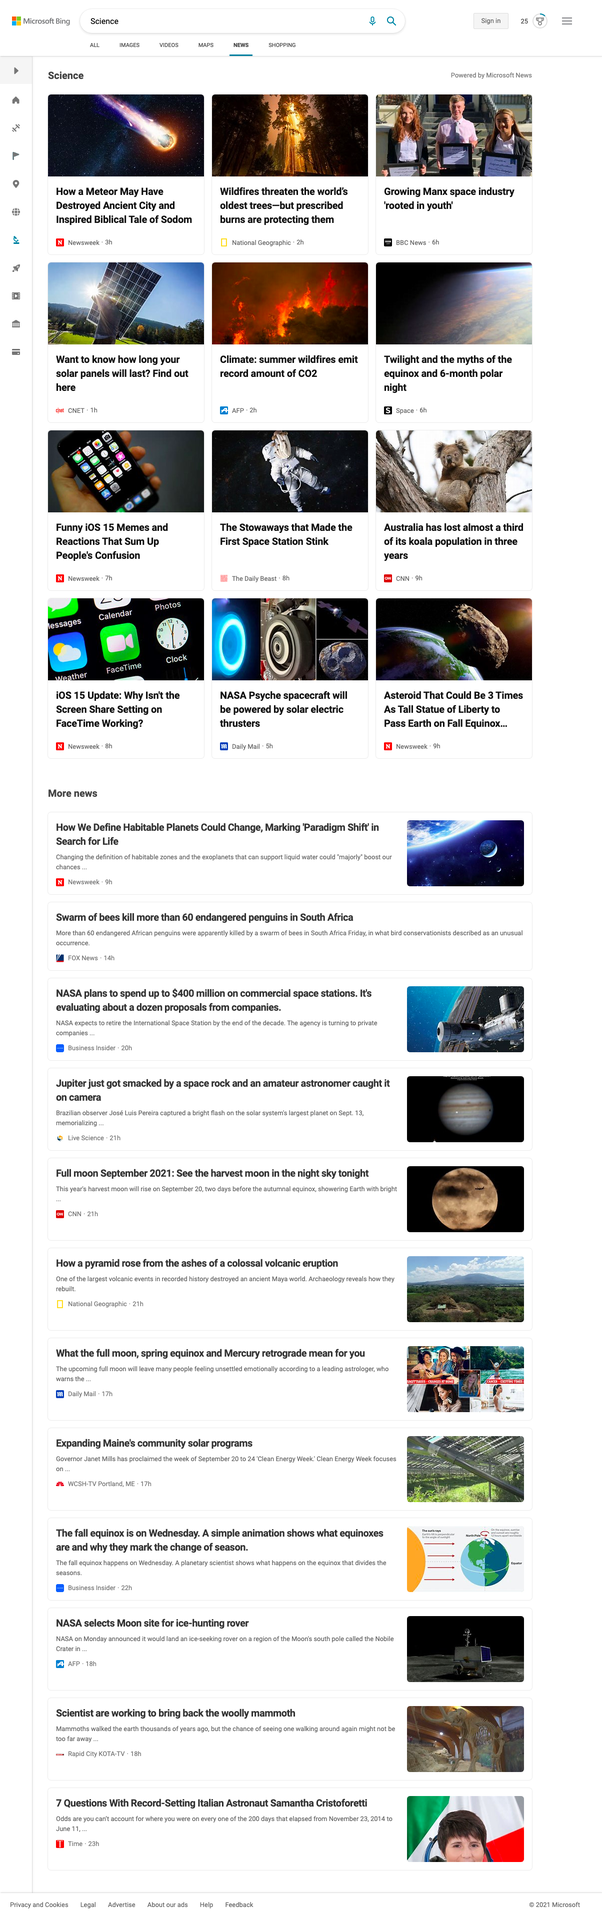 Microsoft Bing
Science
Sign in
25
ALL IMAGES VIDEOS MAPS NEWS SHOPPING
Science
Powered by Microsoft News
How a Meteor May Have
Destroyed Ancient City and
Inspired Biblical Tale of Sodom
Newsweek · 3h
Wildfires threaten the world's
oldest trees—but prescribed
burns are protecting them
National Geographic · 2h
Growing Manx space industry
'rooted in youth'
BBC News · 6h
Want to know how long your
solar panels will last? Find out
here
CNET · 1h
Climate: summer wildfires emit
record amount of CO2
AFP · 2h
Twilight and the myths of the
equinox and 6-month polar
night
Space · 6h
Funny iOS 15 Memes and
Reactions That Sum Up
People's Confusion
Newsweek · 7h
The Stowaways that Made the
First Space Station Stink
The Daily Beast · 8h
Australia has lost almost a third
of its koala population in three
years
CNN · 9h
Calendar
Photos
Weather
FaceTime
Clock
iOS 15 Update: Why Isn't the
Screen Share Setting on
FaceTime Working?
Newsweek · 8h
NASA Psyche spacecraft will
be powered by solar electric
thrusters
Daily Mail · 5h
Asteroid That Could Be 3 Times
As Tall Statue of Liberty to
Pass Earth on Fall Equinox...
Newsweek · 9h
More news
How We Define Habitable Planets Could Change, Marking 'Paradigm Shift' in
Search for Life
Changing the definition of habitable zones and the exoplanets that can support liquid water could "majorly" boost our
chances ...
Newsweek · 9h
Swarm of bees kill more than 60 endangered penguins in South Africa
More than 60 endangered African penguins were apparently killed by a swarm of bees in South Africa Friday, in what bird conservationists described as an unusual
occurrence.
FOX News · 14h
NASA plans to spend up to $400 million on commercial space stations. It's
evaluating about a dozen proposals from companies.
NASA expects to retire the International Space Station by the end of the decade. The agency is turning to private
companies ...
Business Insider · 20h
Jupiter just got smacked by a space rock and an amateur astronomer caught it
on camera
Brazilian observer José Luis Pereira captured a bright flash on the solar system's largest planet on Sept. 13,
memorializing ...
Live Science · 21h
Full moon September 2021: See the harvest moon in the night sky tonight
This year's harvest moon will rise on September 20, two days before the autumnal equinox, showering Earth with bright
...
CNN · 21h
How a pyramid rose from the ashes of a colossal volcanic eruption
One of the largest volcanic events in recorded history destroyed an ancient Maya world. Archaeology reveals how they
rebuilt.
National Geographic · 21h
What the full moon, spring equinox and Mercury retrograde mean for you
The upcoming full moon will leave many people feeling unsettled emotionally according to a leading astrologer, who
warns the ...
Daily Mail · 17h
Expanding Maine's community solar programs
Governor Janet Mills has proclaimed the week of September 20 to 24 'Clean Energy Week.' Clean Energy Week focuses
on ...
WCSH-TV Portland, ME · 17h
The fall equinox is on Wednesday. A simple animation shows what equinoxes
are and why they mark the change of season.
The fall equinox happens on Wednesday. A planetary scientist shows what happens on the equinox that divides the
seasons.
Business Insider · 22h
NASA selects Moon site for ice-hunting rover
NASA on Monday announced it would land an ice-seeking rover on a region of the Moon's south pole called the Nobile
Crater in ...
AFP · 18h
Scientist are working to bring back the woolly mammoth
Mammoths walked the earth thousands of years ago, but the chance of seeing one walking around again might not be
too far away ...
Rapid City KOTA-TV · 18h
7 Questions With Record-Setting Italian Astronaut Samantha Cristoforetti
Odds are you can't account for where you were on every one of the 200 days that elapsed from November 23, 2014 to
June 11, ...
Time · 23h
Privacy and Cookies Legal Advertise About our ads Help Feedback
© 2021 Microsoft